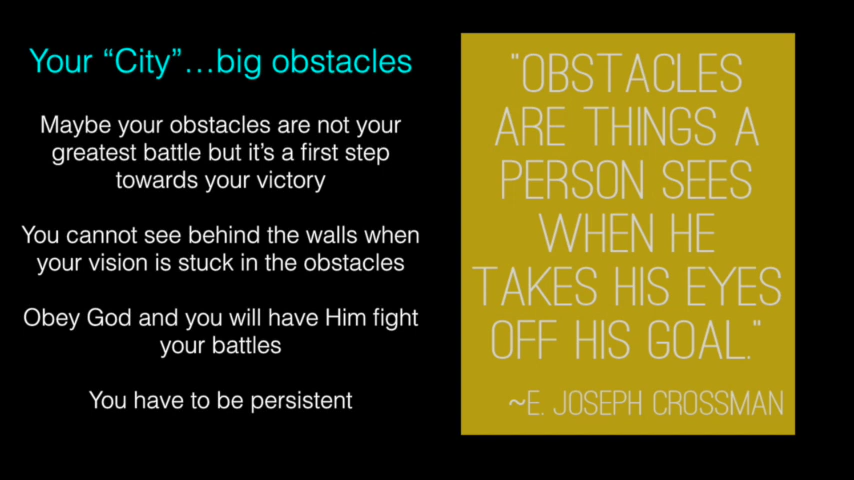 Your “City”...big obstacles
Maybe your obstacles are not your
greatest battle but it’s a first step
towards your victory
You cannot see behind the walls when
your vision is stuck in the obstacles
Obey God and you will have Him fight
your battles
You have to be persistent
"OBSTACLES
ARE THINGS A
PERSON SEES
WHEN HE
TAKES HIS EYES
OFF HIS GOAL."
~E. JOSEPH CROSSMAN